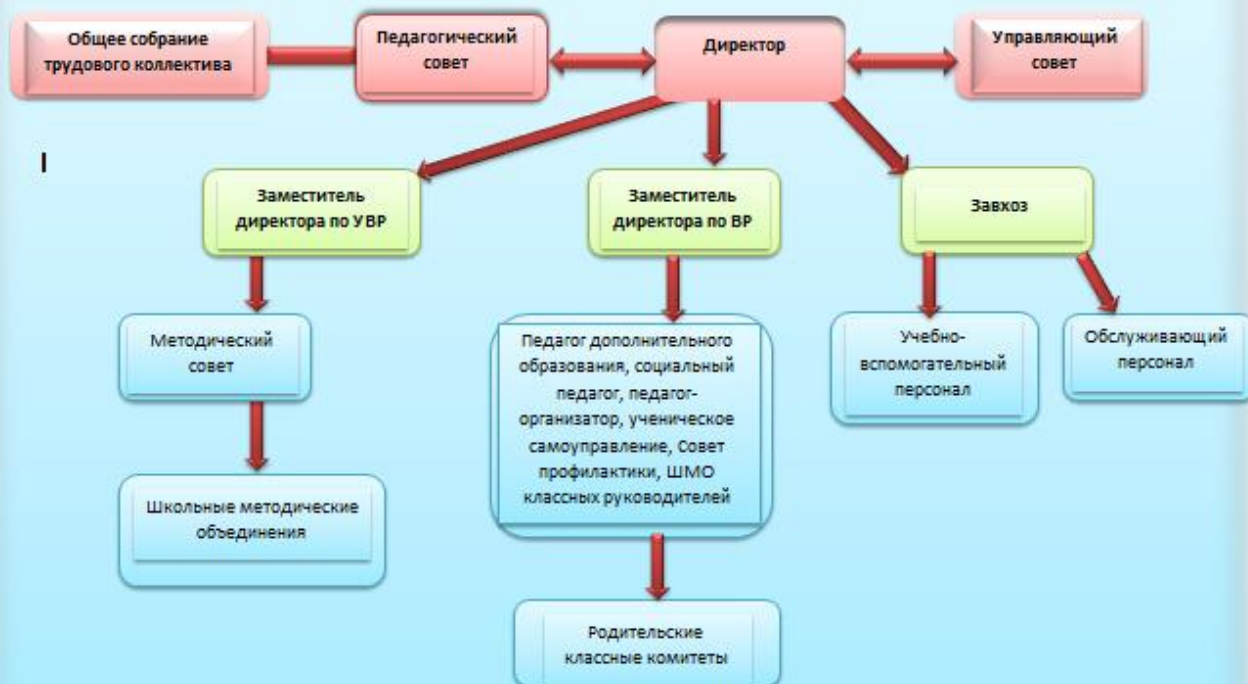 Общее собрание
трудового коллектива
Педагогический
совет
Директор
Управляющий
совет
I
Заместитель
директора по УВР
Заместитель
директора по ВР
Завхоз
Методический
совет
Педагог дополнительного
образования, социальный
педагог, педагог-
организатор, ученическое
самоуправление, Совет
профилактики, ШМО
классных руководителей
Учебно-
вспомогательный
персонал
Обслуживающий
персонал
Школьные методические
объединения
Родительские
классные комитеты